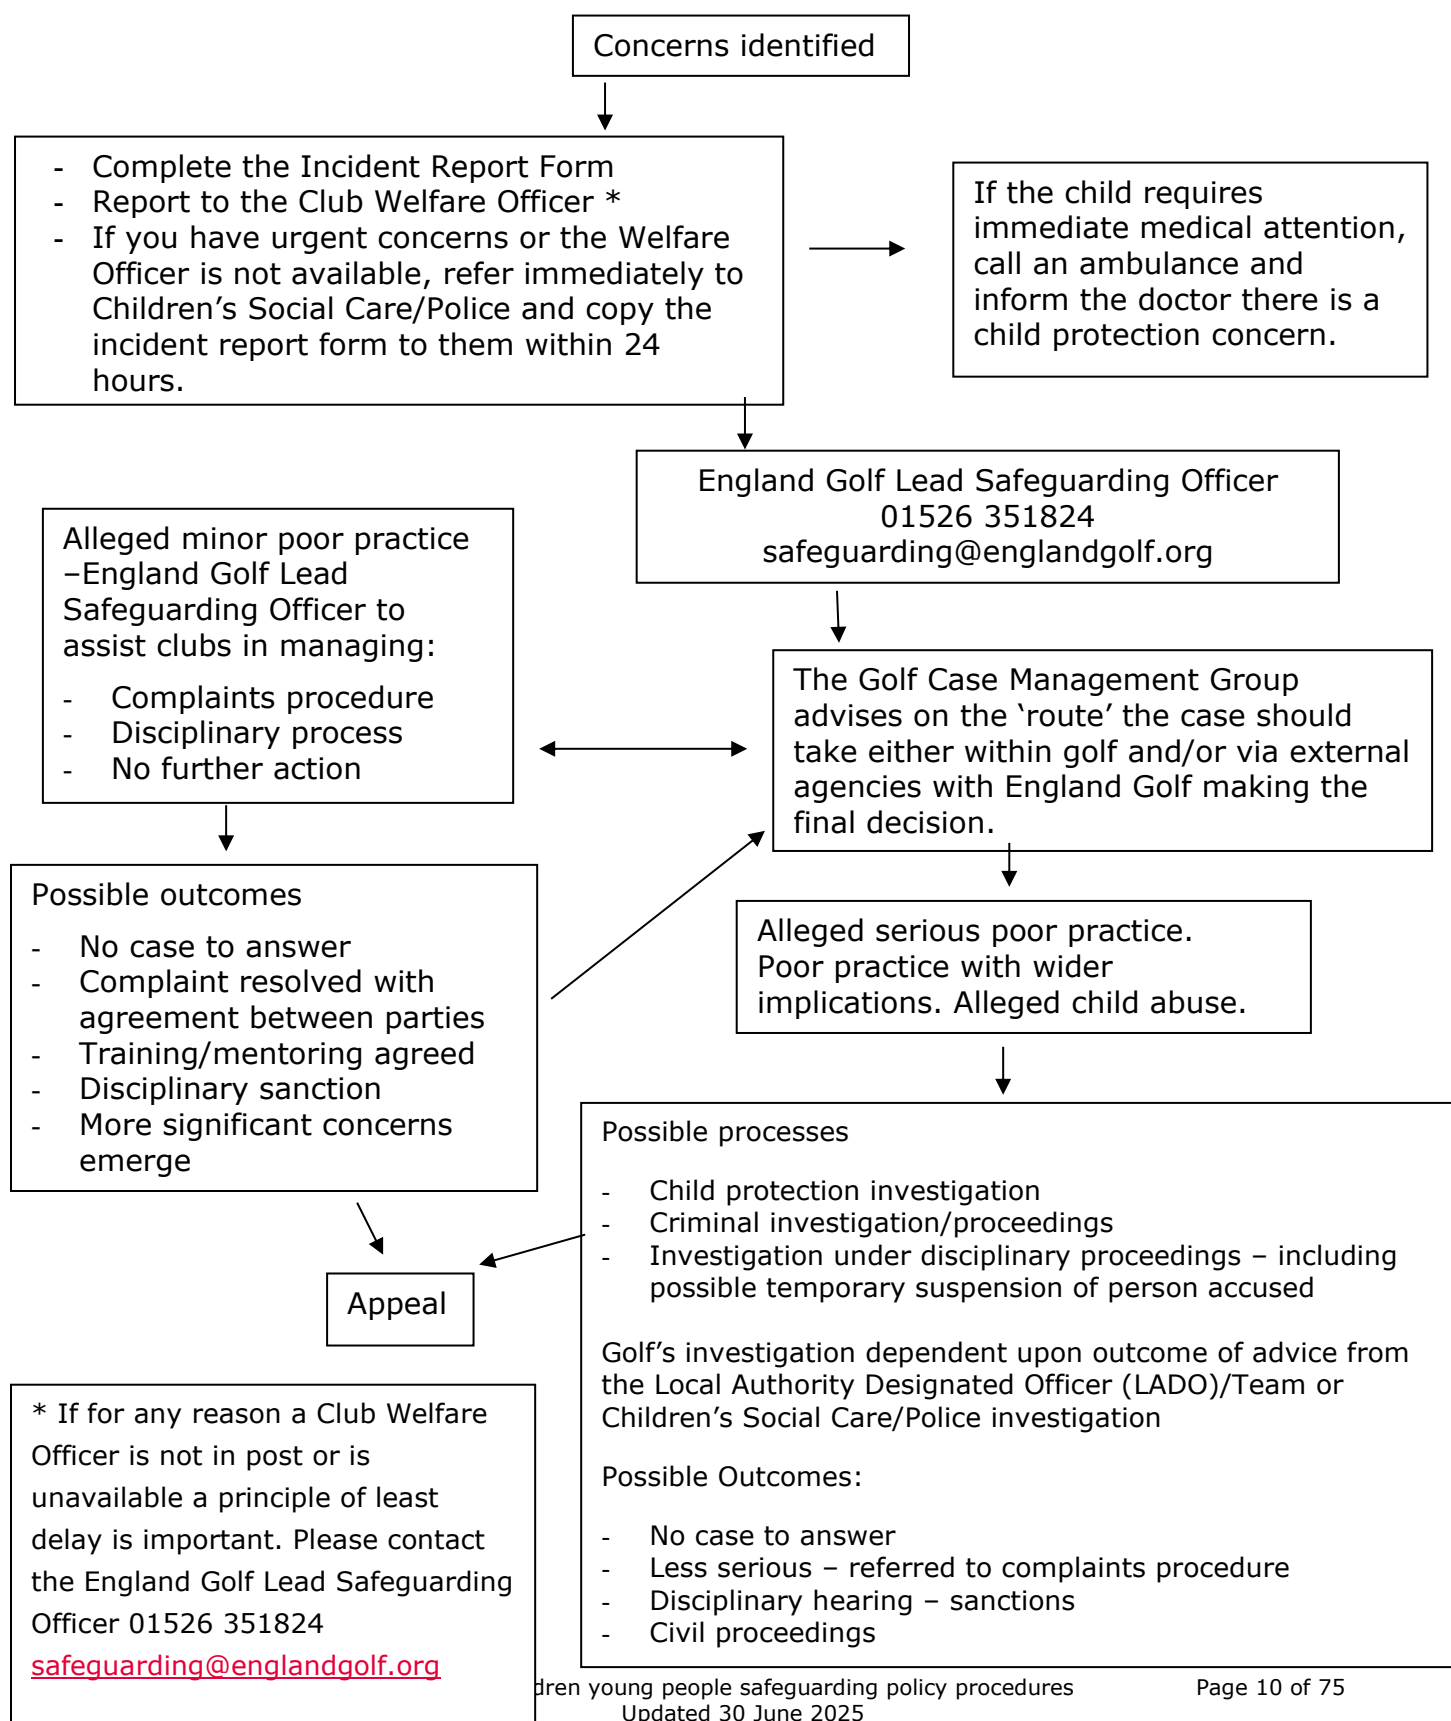 Concerns identified
- Complete the Incident Report Form
- Report to the Club Welfare Officer *
- If you have urgent concerns or the Welfare
Officer is not available, refer immediately to
Children’s Social Care/Police and copy the
incident report form to them within 24
hours.
If the child requires
immediate medical attention,
call an ambulance and
inform the doctor there is a
child protection concern.
England Golf Lead Safeguarding Officer
01526 351824
safeguarding@englandgolf.org
Alleged minor poor practice
–England Golf Lead
Safeguarding Officer to
assist clubs in managing:
- Complaints procedure
- Disciplinary process
- No further action
The Golf Case Management Group
advises on the ‘route’ the case should
take either within golf and/or via external
agencies with England Golf making the
final decision.
Possible outcomes
- No case to answer
- Complaint resolved with
agreement between parties
- Training/mentoring agreed
- Disciplinary sanction
- More significant concerns
emerge
Alleged serious poor practice.
Poor practice with wider
implications. Alleged child abuse.
Possible processes
- Child protection investigation
- Criminal investigation/proceedings
- Investigation under disciplinary proceedings – including
possible temporary suspension of person accused
Golf’s investigation dependent upon outcome of advice from
the Local Authority Designated Officer (LADO)/Team or
Children’s Social Care/Police investigation
Possible Outcomes:
- No case to answer
- Less serious – referred to complaints procedure
- Disciplinary hearing – sanctions
- Civil proceedings
Appeal
* If for any reason a Club Welfare
Officer is not in post or is
unavailable a principle of least
delay is important. Please contact
the England Golf Lead Safeguarding
Officer 01526 351824
safeguarding@englandgolf.org
young people safeguarding policy procedures Page 10 of 75
Updated 30 June 2025